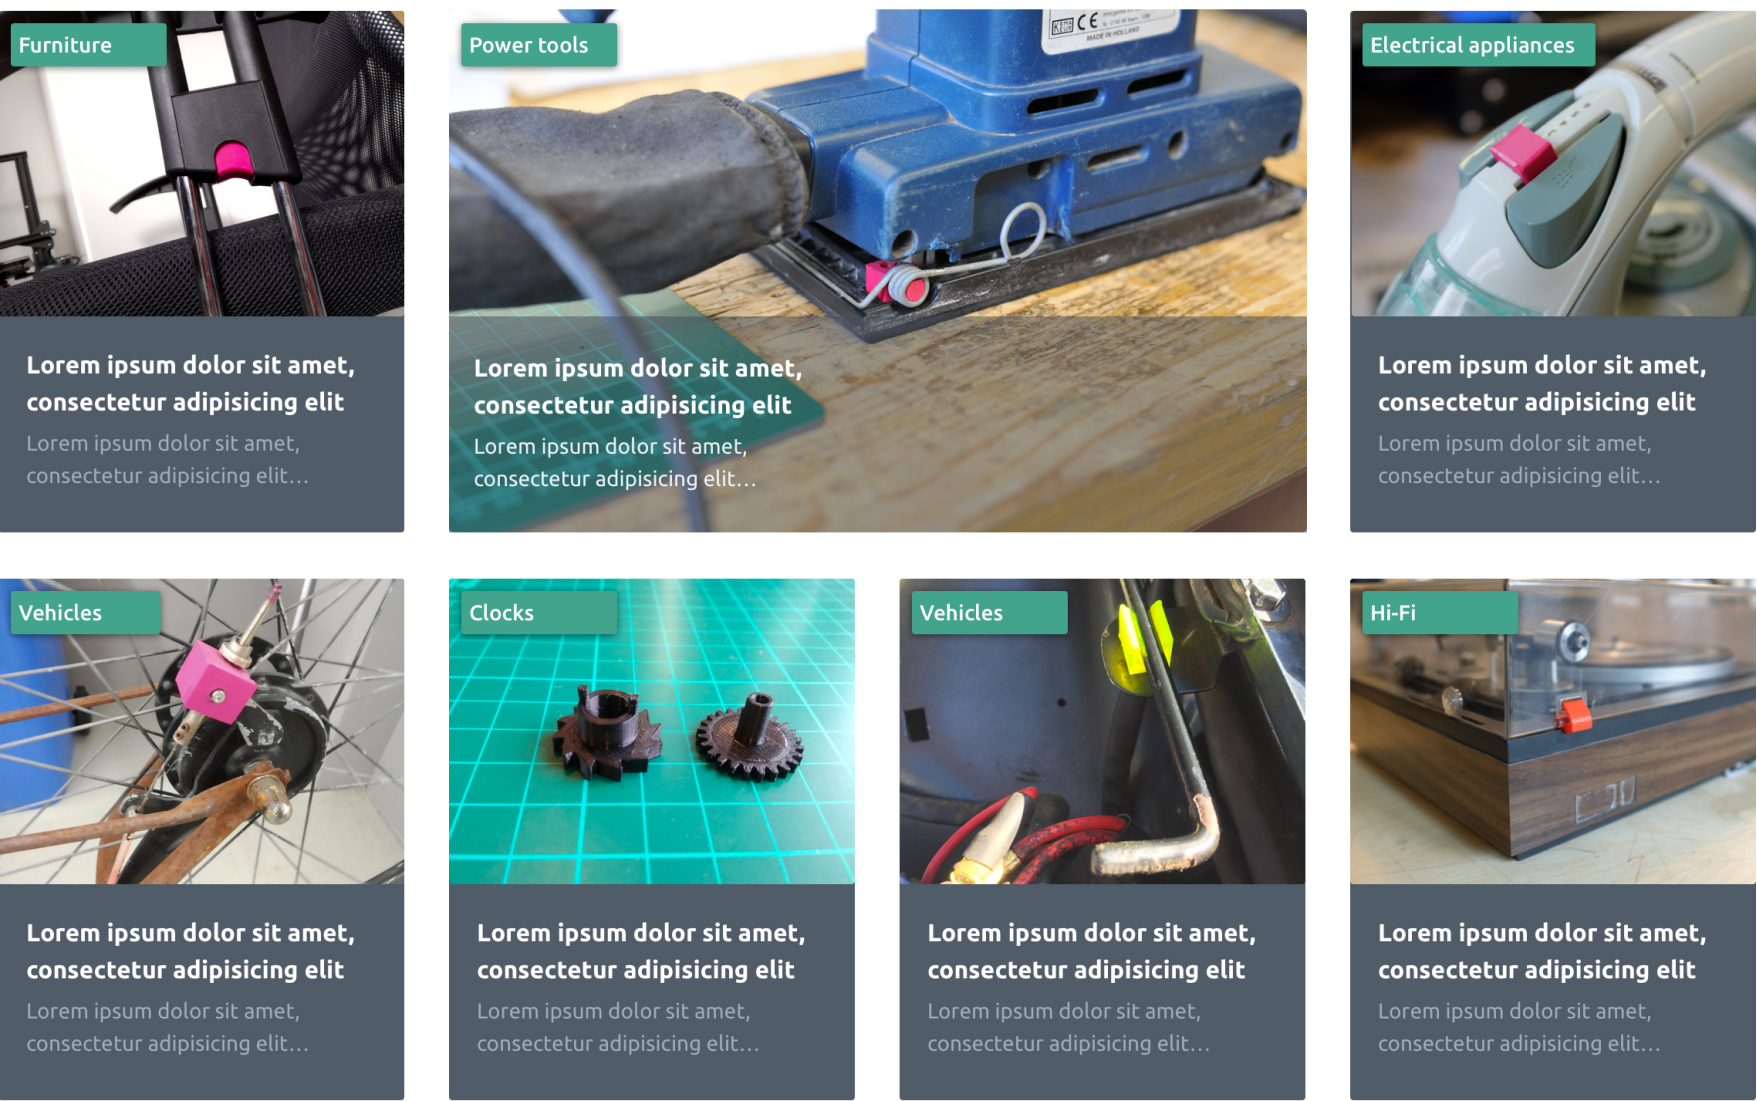 Furniture
Lorem ipsum dolor sit amet,
consectetur adipisicing elit
Lorem ipsum dolor sit amet,
consectetur adipisicing elit...
Power tools
CE
MADE IN HOLLAND
Lorem ipsum dolor sit amet,
consectetur adipisicing elit
Lorem ipsum dolor sit amet,
consectetur adipisicing elit...
Electrical appliances
Lorem ipsum dolor sit amet,
consectetur adipisicing elit
Lorem ipsum dolor sit amet,
consectetur adipisicing elit...
Vehicles
Lorem ipsum dolor sit amet,
consectetur adipisicing elit
Lorem ipsum dolor sit amet,
consectetur adipisicing elit...
Clocks
Lorem ipsum dolor sit amet,
consectetur adipisicing elit
Lorem ipsum dolor sit amet,
consectetur adipisicing elit...
Vehicles
Lorem ipsum dolor sit amet,
consectetur adipisicing elit
Lorem ipsum dolor sit amet,
consectetur adipisicing elit...
Hi-Fi
Lorem ipsum dolor sit amet,
consectetur adipisicing elit
Lorem ipsum dolor sit amet,
consectetur adipisicing elit...